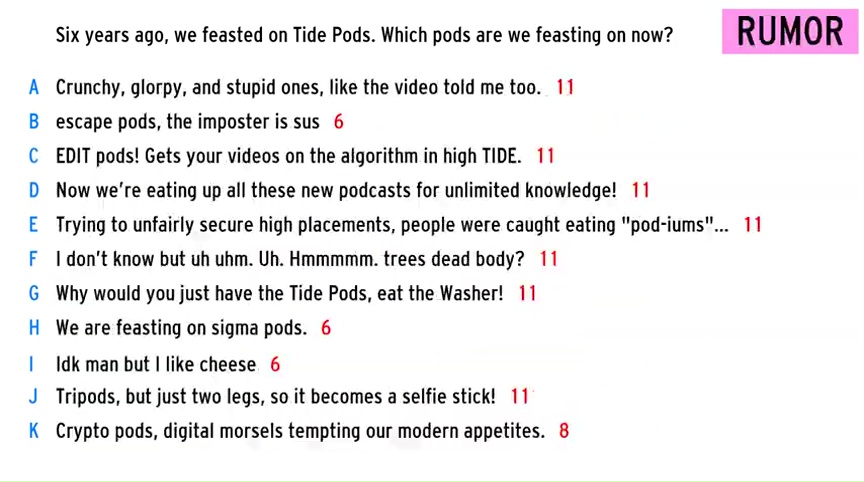 Six years ago, we feasted on Tide Pods. Which pods are we feasting on now?
RUMOR
A Crunchy, glorpy, and stupid ones, like the video told me too. 11
B escape pods, the imposter is sus 6
C EDIT pods! Gets your videos on the algorithm in high TIDE. 11
D Now we're eating up all these new podcasts for unlimited knowledge! 11
E Trying to unfairly secure high placements, people were caught eating "pod-iums"... 11
F I don't know but uh uhm. Uh. Hmmmmm. trees dead body? 11
G Why would you just have the Tide Pods, eat the Washer! 11
H We are feasting on sigma pods. 6
I Idk man but I like cheese 6
J Tripods, but just two legs, so it becomes a selfie stick! 11
K Crypto pods, digital morsels tempting our modern appetites. 8